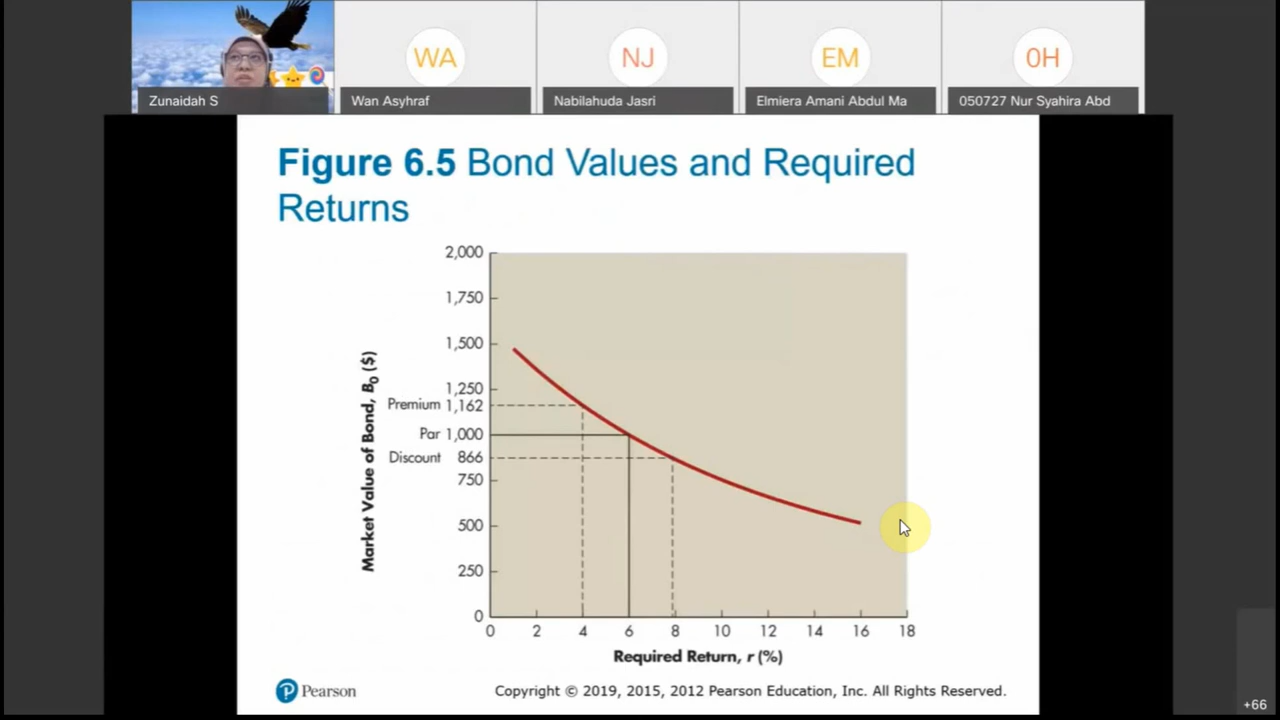 WA
NJ
EM
0H
Zunaidah S
Wan Asyhraf
Nabilahuda Jasri
Elmiera Amani Abdul Ma
050727 Nur Syahira Abd
Figure 6.5 Bond Values and Required
Returns
2,000
1,750
1,500
1,250
Premium 1,162
Par 1,000
Discount 866
750
500
250
0
Market Value of Bond, B0 ($)
0 2 4 6 8 10 12 14 16 18
Required Return, r (%)
P Pearson
Copyright © 2019, 2015, 2012 Pearson Education, Inc. All Rights Reserved.
+66